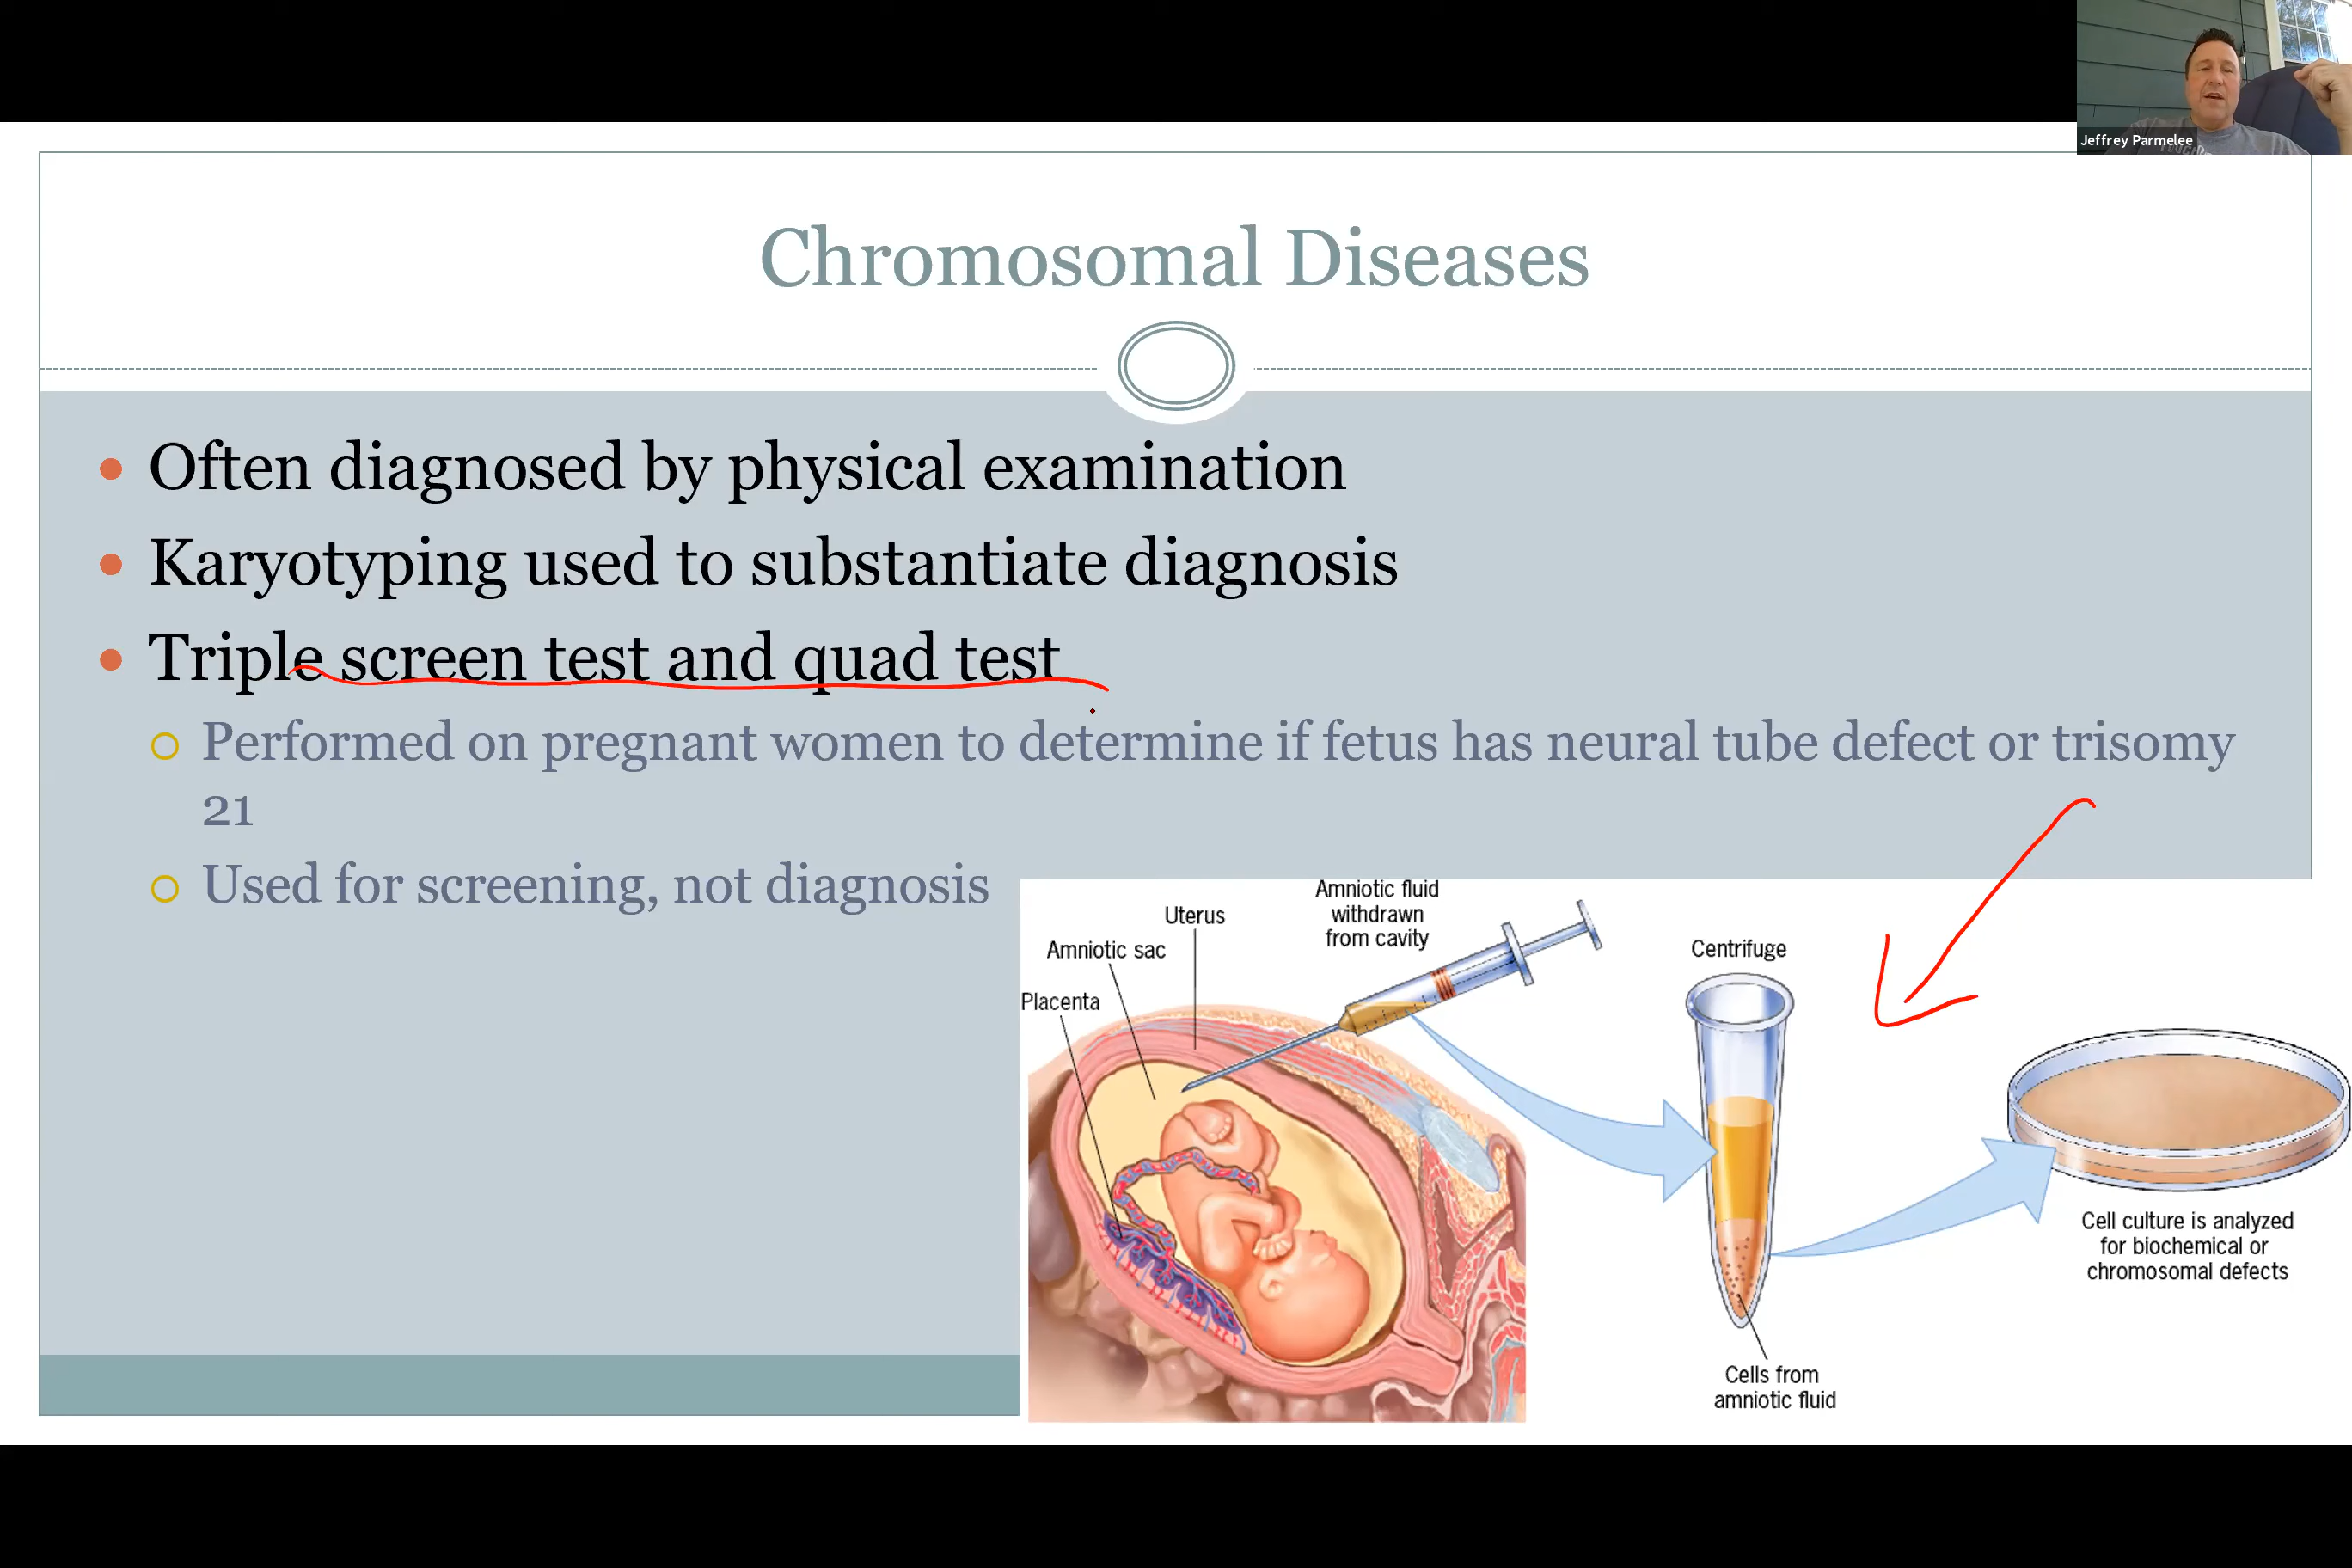 Jeffrey Parmelee
Chromosomal Diseases
Often diagnosed by physical examination
Karyotyping used to substantiate diagnosis
Triple screen test and quad test
Performed on pregnant women to determine if fetus has neural tube defect or trisomy
21
Used for screening, not diagnosis
Amniotic fluid
withdrawn
from cavity
Uterus
Amniotic sac
Placenta
Centrifuge
Cell culture is analyzed
for biochemical or
chromosomal defects
Cells from
amniotic fluid